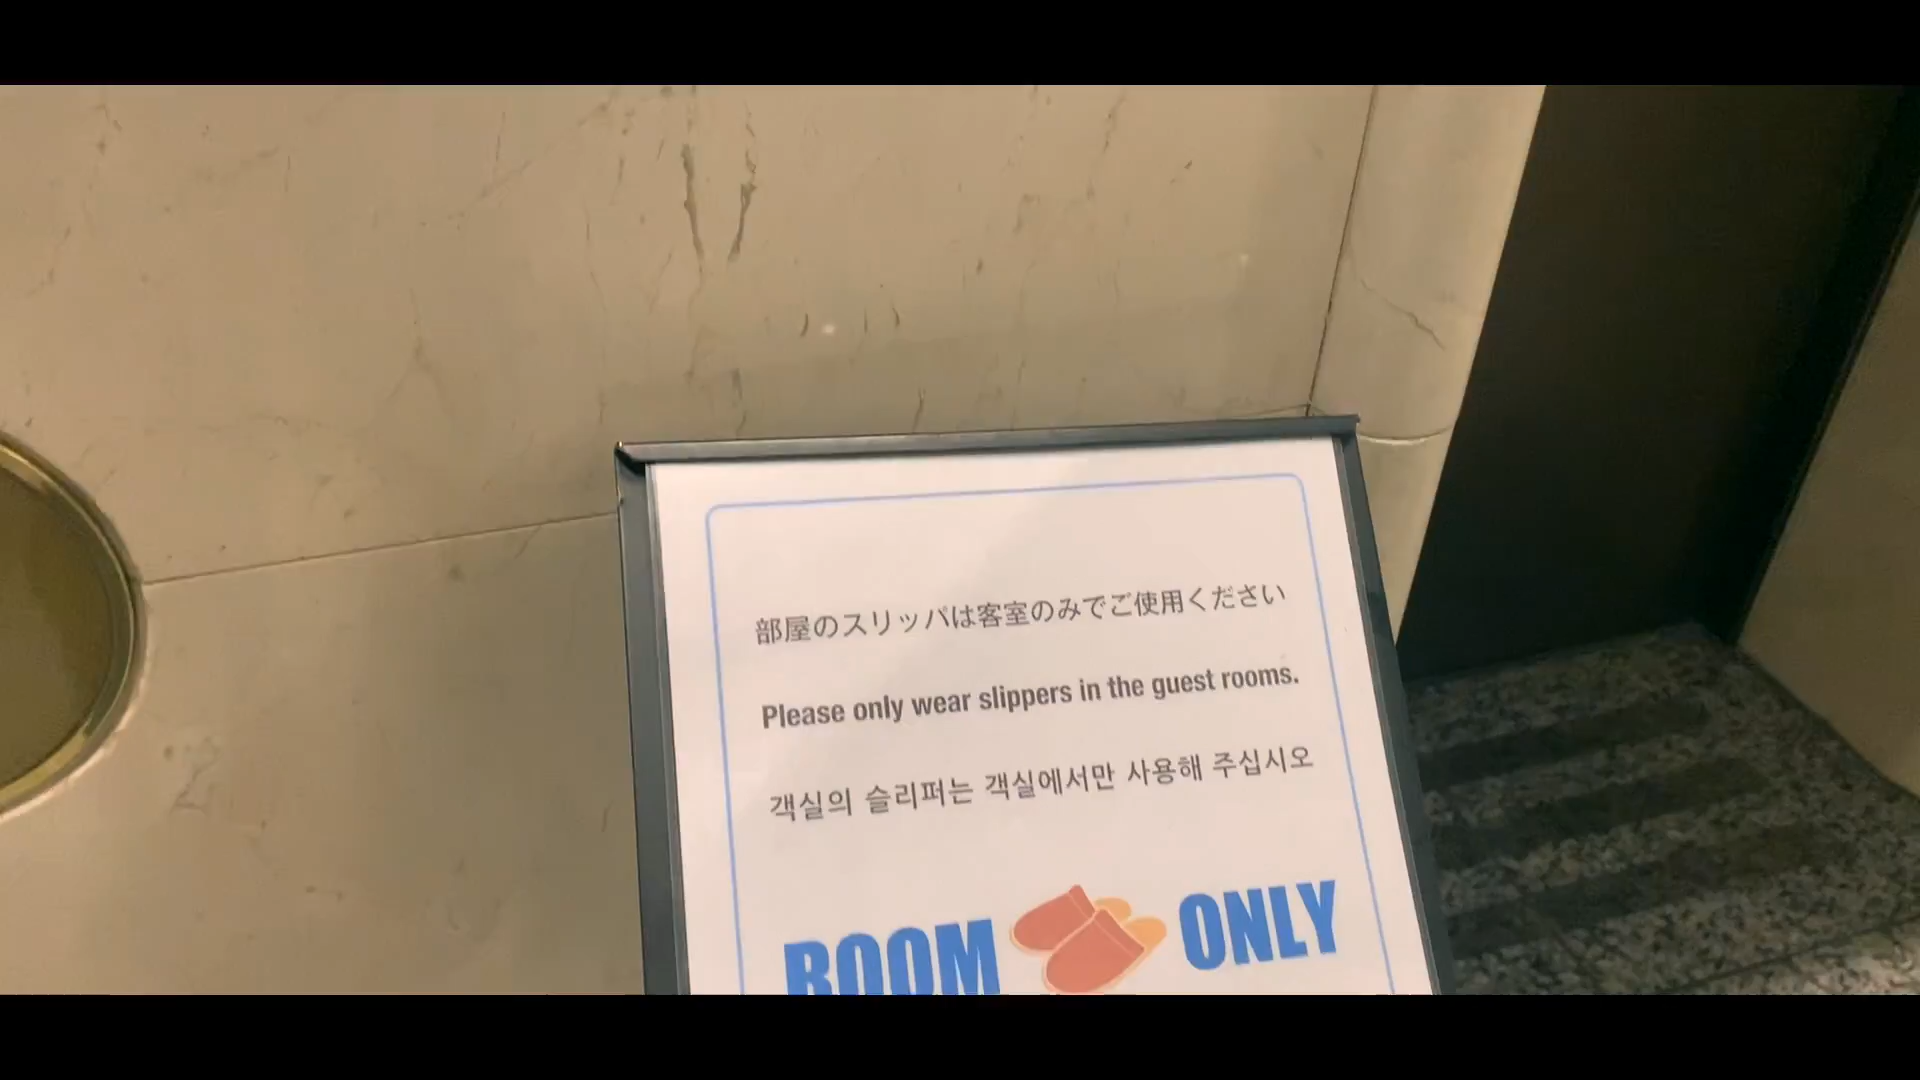 部屋のスリッパは客室のみでご使用ください
Please only wear slippers in the guest rooms.
객실의 슬리퍼는 객실에서만 사용해 주십시오
ROOM ONLY